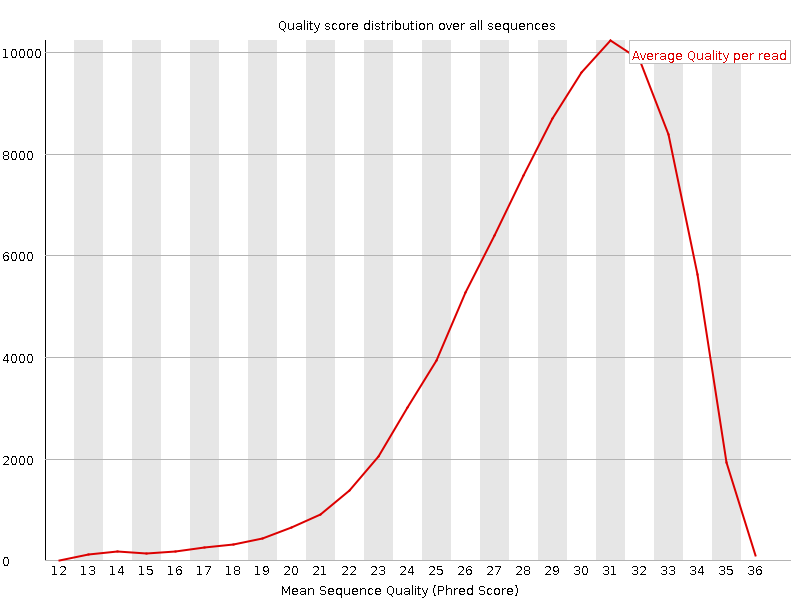 Quality score distribution over all sequences
10000
Average Quality per read
8000
6000
4000
2000
0
12 13 14 15 16 17 18 19 20 21 22 23 24 25 26 27 28 29 30 31 32 33 34 35 36
Mean Sequence Quality (Phred Score)